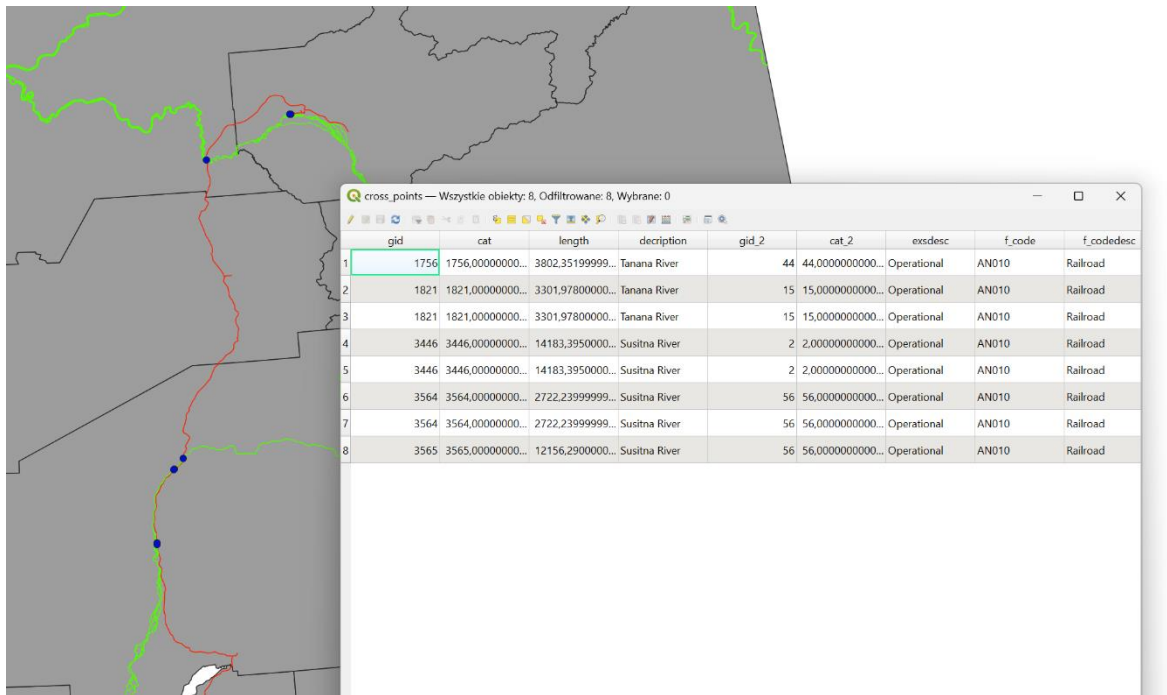 cross_points — Wszystkie obiekty: 8, Odfiltrowane: 8, Wybrane: 0
gid cat length decription gid_2 cat_2 exsdesc f_code f_codedesc
1 1756 1756,00000000... 3802,35199999... Tanana River 44 44,0000000000... Operational AN010 Railroad
2 1821 1821,00000000... 3301,97800000... Tanana River 15 15,0000000000... Operational AN010 Railroad
3 1821 1821,00000000... 3301,97800000... Tanana River 15 15,0000000000... Operational AN010 Railroad
4 3446 3446,00000000... 14183,3950000... Susitna River 2 2,00000000000... Operational AN010 Railroad
5 3446 3446,00000000... 14183,3950000... Susitna River 2 2,00000000000... Operational AN010 Railroad
6 3564 3564,00000000... 2722,23999999... Susitna River 56 56,0000000000... Operational AN010 Railroad
7 3564 3564,00000000... 2722,23999999... Susitna River 56 56,0000000000... Operational AN010 Railroad
8 3565 3565,00000000... 12156,2900000... Susitna River 56 56,0000000000... Operational AN010 Railroad